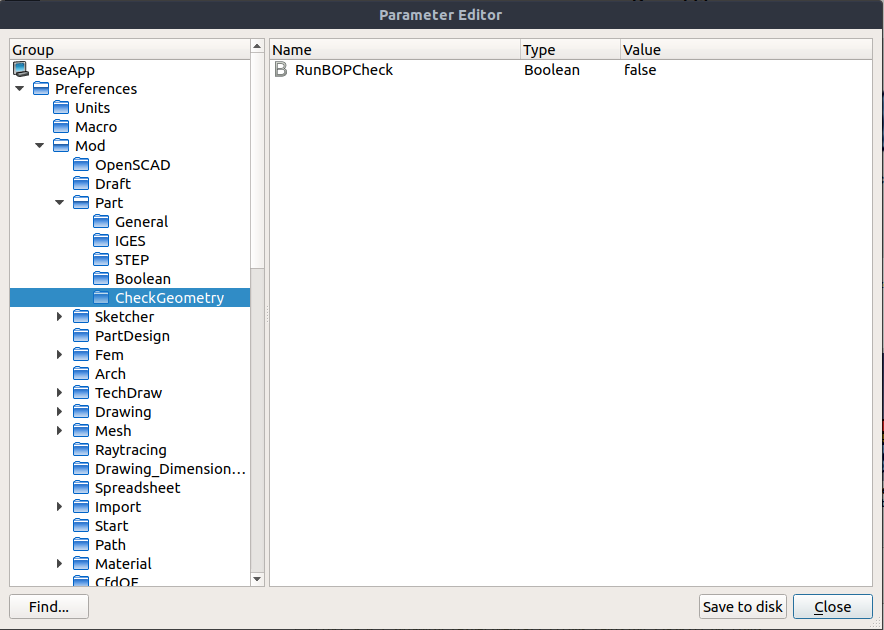 Parameter Editor
Group
BaseApp
Preferences
Units
Macro
Mod
OpenSCAD
Draft
Part
General
IGES
STEP
Boolean
CheckGeometry
Sketcher
PartDesign
Fem
Arch
TechDraw
Drawing
Mesh
Raytracing
Drawing_Dimension...
Spreadsheet
Import
Start
Path
Material
CfdOF
Name Type Value
B RunBOPCheck Boolean false
Find...
Save to disk
Close